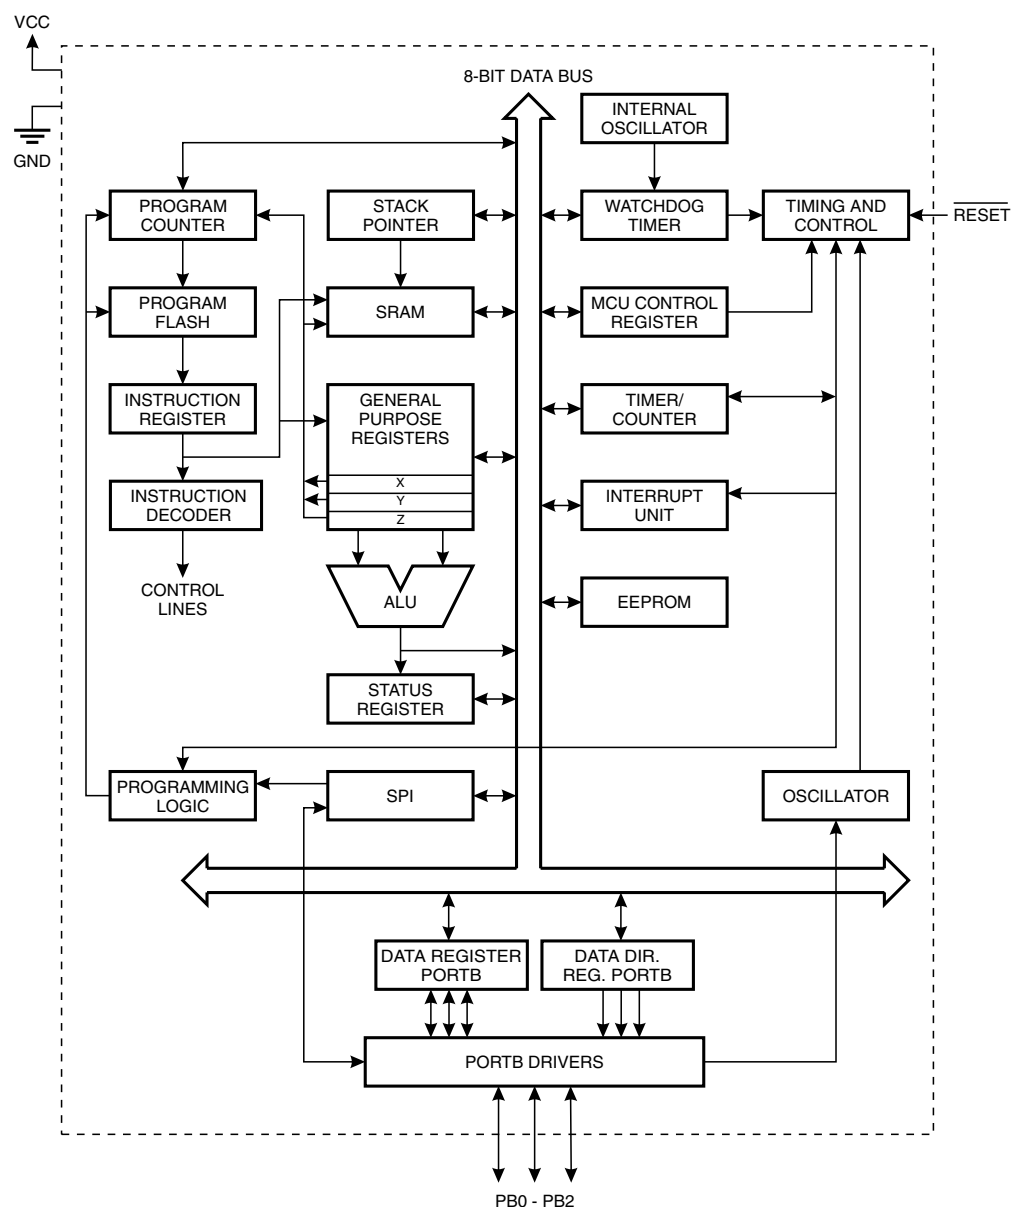 VCC
8-BIT DATA BUS
INTERNAL
OSCILLATOR
GND
PROGRAM
COUNTER
STACK
POINTER
WATCHDOG
TIMER
TIMING AND
CONTROL
RESET
PROGRAM
FLASH
SRAM
MCU CONTROL
REGISTER
INSTRUCTION
REGISTER
GENERAL
PURPOSE
REGISTERS
X
Y
Z
TIMER/
COUNTER
INSTRUCTION
DECODER
INTERRUPT
UNIT
CONTROL
LINES
ALU
EEPROM
STATUS
REGISTER
PROGRAMMING
LOGIC
SPI
OSCILLATOR
DATA REGISTER
PORTB
DATA DIR.
REG. PORTB
PORTB DRIVERS
PB0 - PB2